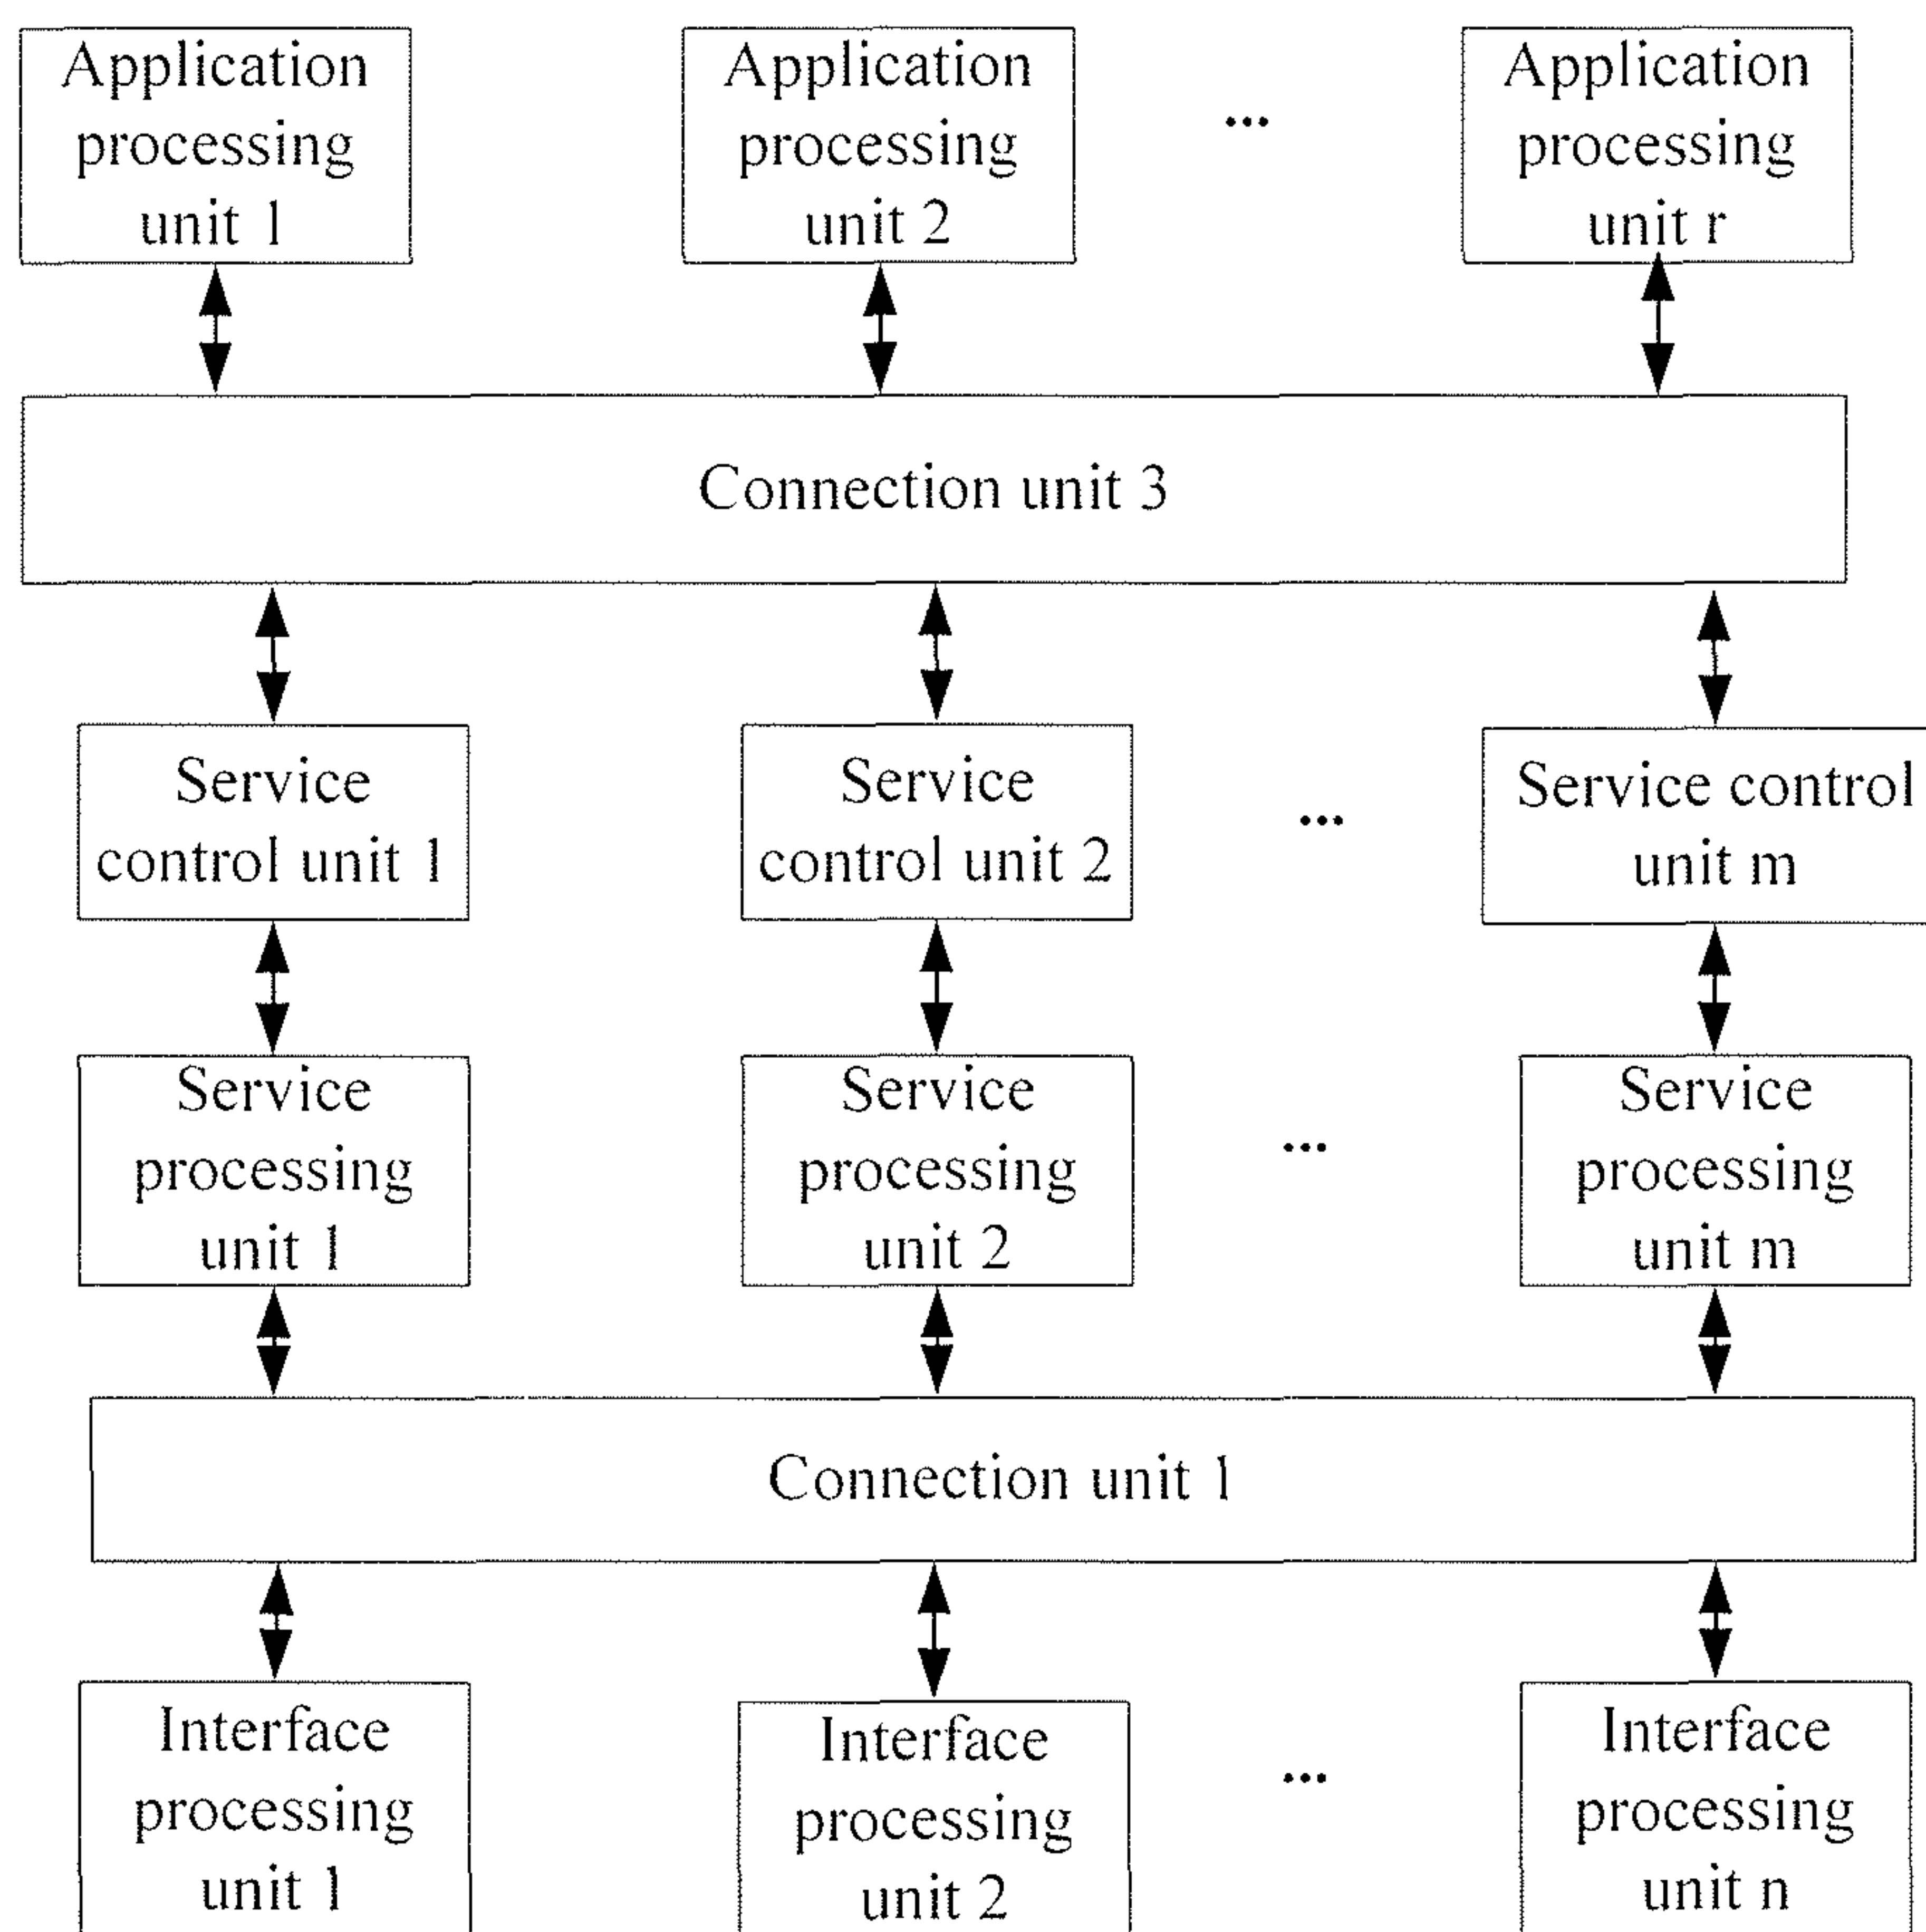 Application
processing
unit 1
Application
processing
unit 2
...
Application
processing
unit r
Connection unit 3
Service
control unit 1
Service
control unit 2
...
Service control
unit m
Service
processing
unit 1
Service
processing
unit 2
...
Service
processing
unit m
Connection unit 1
Interface
processing
unit 1
Interface
processing
unit 2
...
Interface
processing
unit n